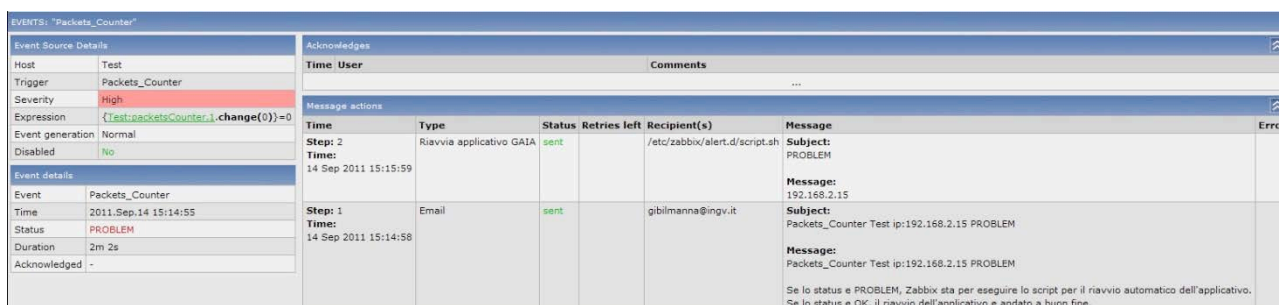 EVENTS: "Packets_Counter"
Event Source Details
Host Test
Trigger Packets_Counter
Severity High
Expression {Test:packetsCounter.1.change(0)}=0
Event generation Normal
Disabled No
Event details
Event Packets_Counter
Time 2011.Sep.14 15:14:55
Status PROBLEM
Duration 2m 2s
Acknowledged -
Acknowledges
Time User Comments
...
Message actions
Time Type Status Retries left Recipient(s) Message Erro
Step: 2 Riavvia applicativo GAIA sent /etc/zabbix/alert.d/script.sh Subject:
Time: PROBLEM
14 Sep 2011 15:15:59
Message:
192.168.2.15
Step: 1 Email sent gibilmanna@ingv.it Subject:
Time: Packets_Counter Test ip:192.168.2.15 PROBLEM
14 Sep 2011 15:14:58
Message:
Packets_Counter Test ip:192.168.2.15 PROBLEM
Se lo status e PROBLEM, Zabbix sta per eseguire lo script per il riavvio automatico dell'applicativo.
Se lo status e OK, il riavvio dell'applicativo e andato a buon fine.